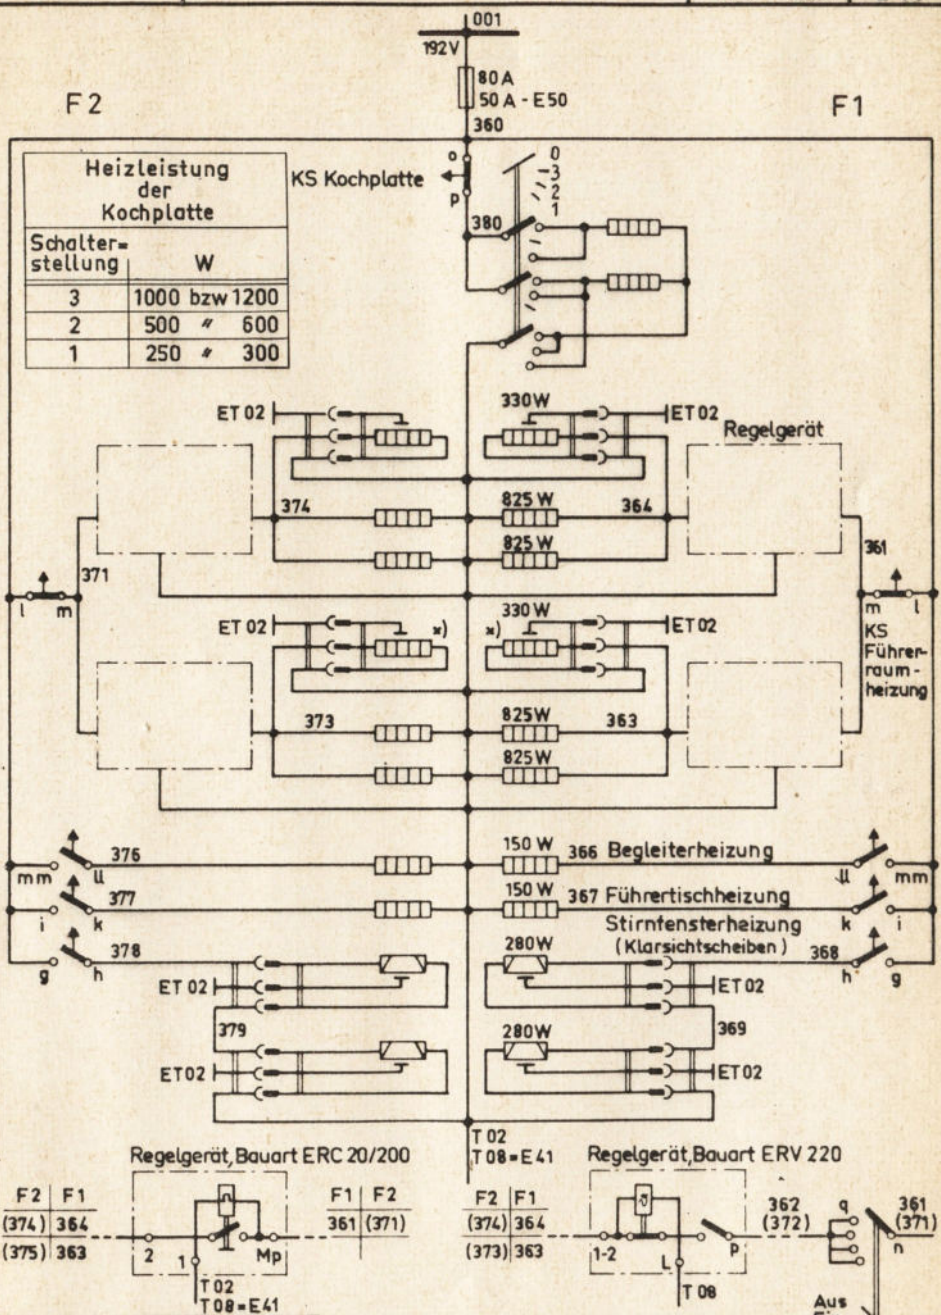 001
192V
80A
50A - E50
F2
F1
360
Heizleistung
der
Kochplatte
Schalter=
stellung
W
3 1000 bzw 1200
2 500 〃 600
1 250 〃 300
KS Kochplatte
o
p
0
3
2
1
380
ET 02
330W
ET 02
Regelgerät
374
825W
364
825W
371
361
l m
m l
KS
Führer-
raum-
heizung
ET 02
x)
x)
330W
ET 02
373
825W
363
825W
mm ll 376
150 W 366 Begleiterheizung
ll mm
i k 377
150 W 367 Führertischheizung
k i
Stirnfensterheizung
(Klarsichtscheiben)
g h 378
280W
368 h g
ET 02
ET 02
379
369
280W
ET 02
ET 02
T 02
T 08=E41
Regelgerät, Bauart ERC 20/200
F2 F1
(374) 364
(375) 363
2
1
Mp
F1 F2
361 (371)
T 02
T 08=E41
Regelgerät, Bauart ERV 220
F2 F1
(374) 364
(373) 363
1-2
L
p
ϑ
T 08
362
(372)
q
n
361
(371)
Aus